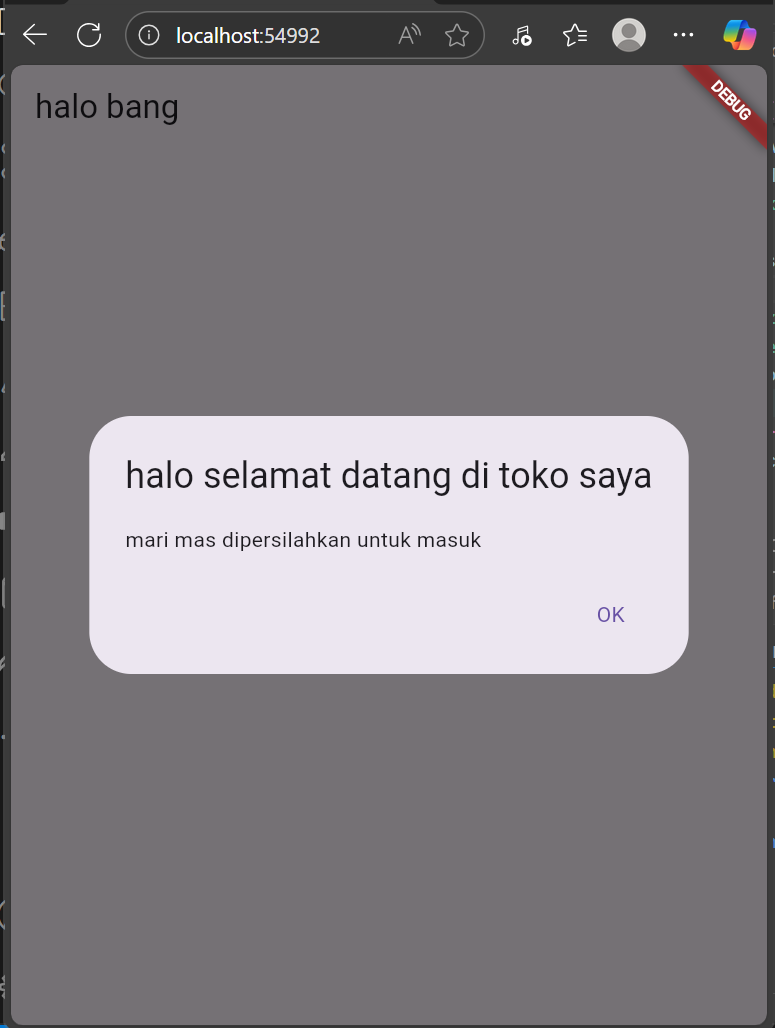 localhost:54992
halo bang
DEBUG
halo selamat datang di toko saya
mari mas dipersilahkan untuk masuk
OK